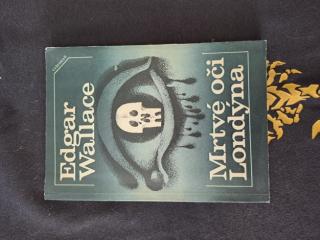 Edgar
Wallace
Mrtvé oči
Londýna